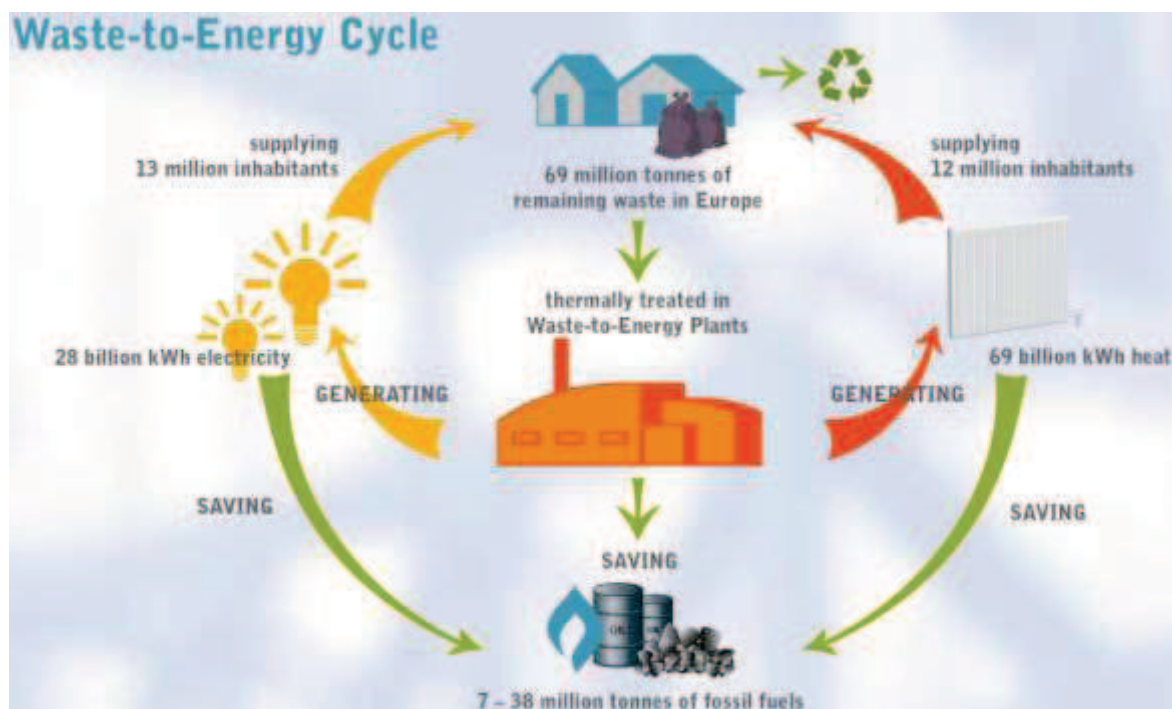 Waste-to-Energy Cycle
supplying
13 million inhabitants
69 million tonnes of
remaining waste in Europe
supplying
12 million inhabitants
thermally treated in
Waste-to-Energy Plants
28 billion kWh electricity
69 billion kWh heat
GENERATING
GENERATING
SAVING
SAVING
SAVING
OIL
7 – 38 million tonnes of fossil fuels